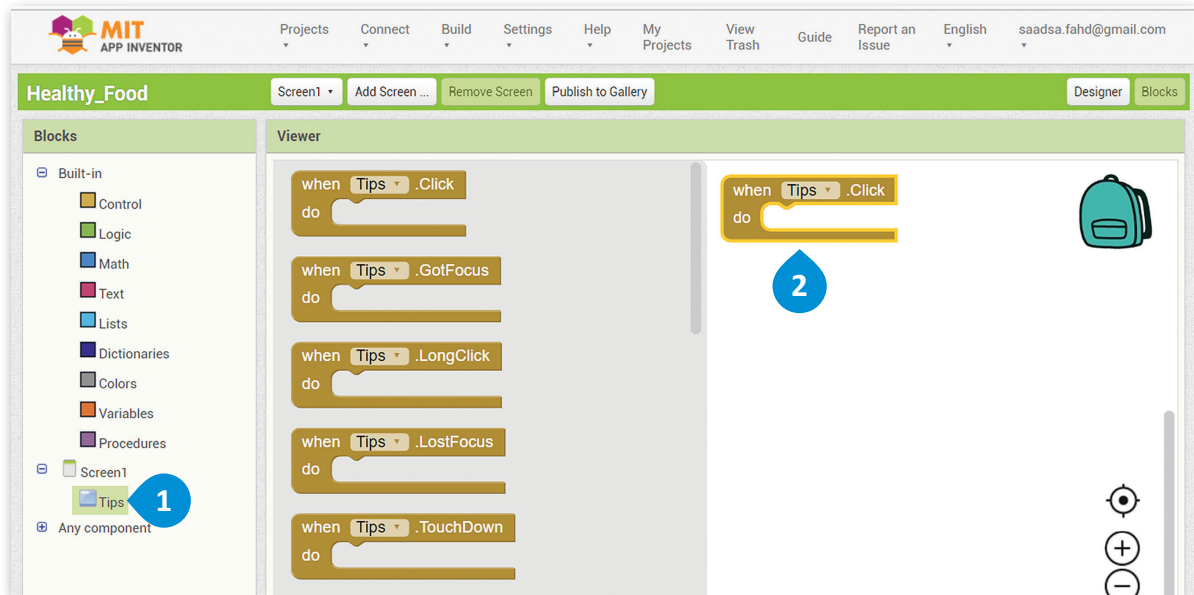 MIT
APP INVENTOR
Projects Connect Build Settings Help My Projects View Trash Guide Report an Issue English saadsa.fahd@gmail.com
Healthy_Food Screen1 Add Screen ... Remove Screen Publish to Gallery Designer Blocks
Blocks
Built-in
Control
Logic
Math
Text
Lists
Dictionaries
Colors
Variables
Procedures
Screen1
Tips 1
Any component
Viewer
when Tips .Click
do
when Tips .GotFocus
do
when Tips .LongClick
do
when Tips .LostFocus
do
when Tips .TouchDown
do
when Tips .Click
do
2